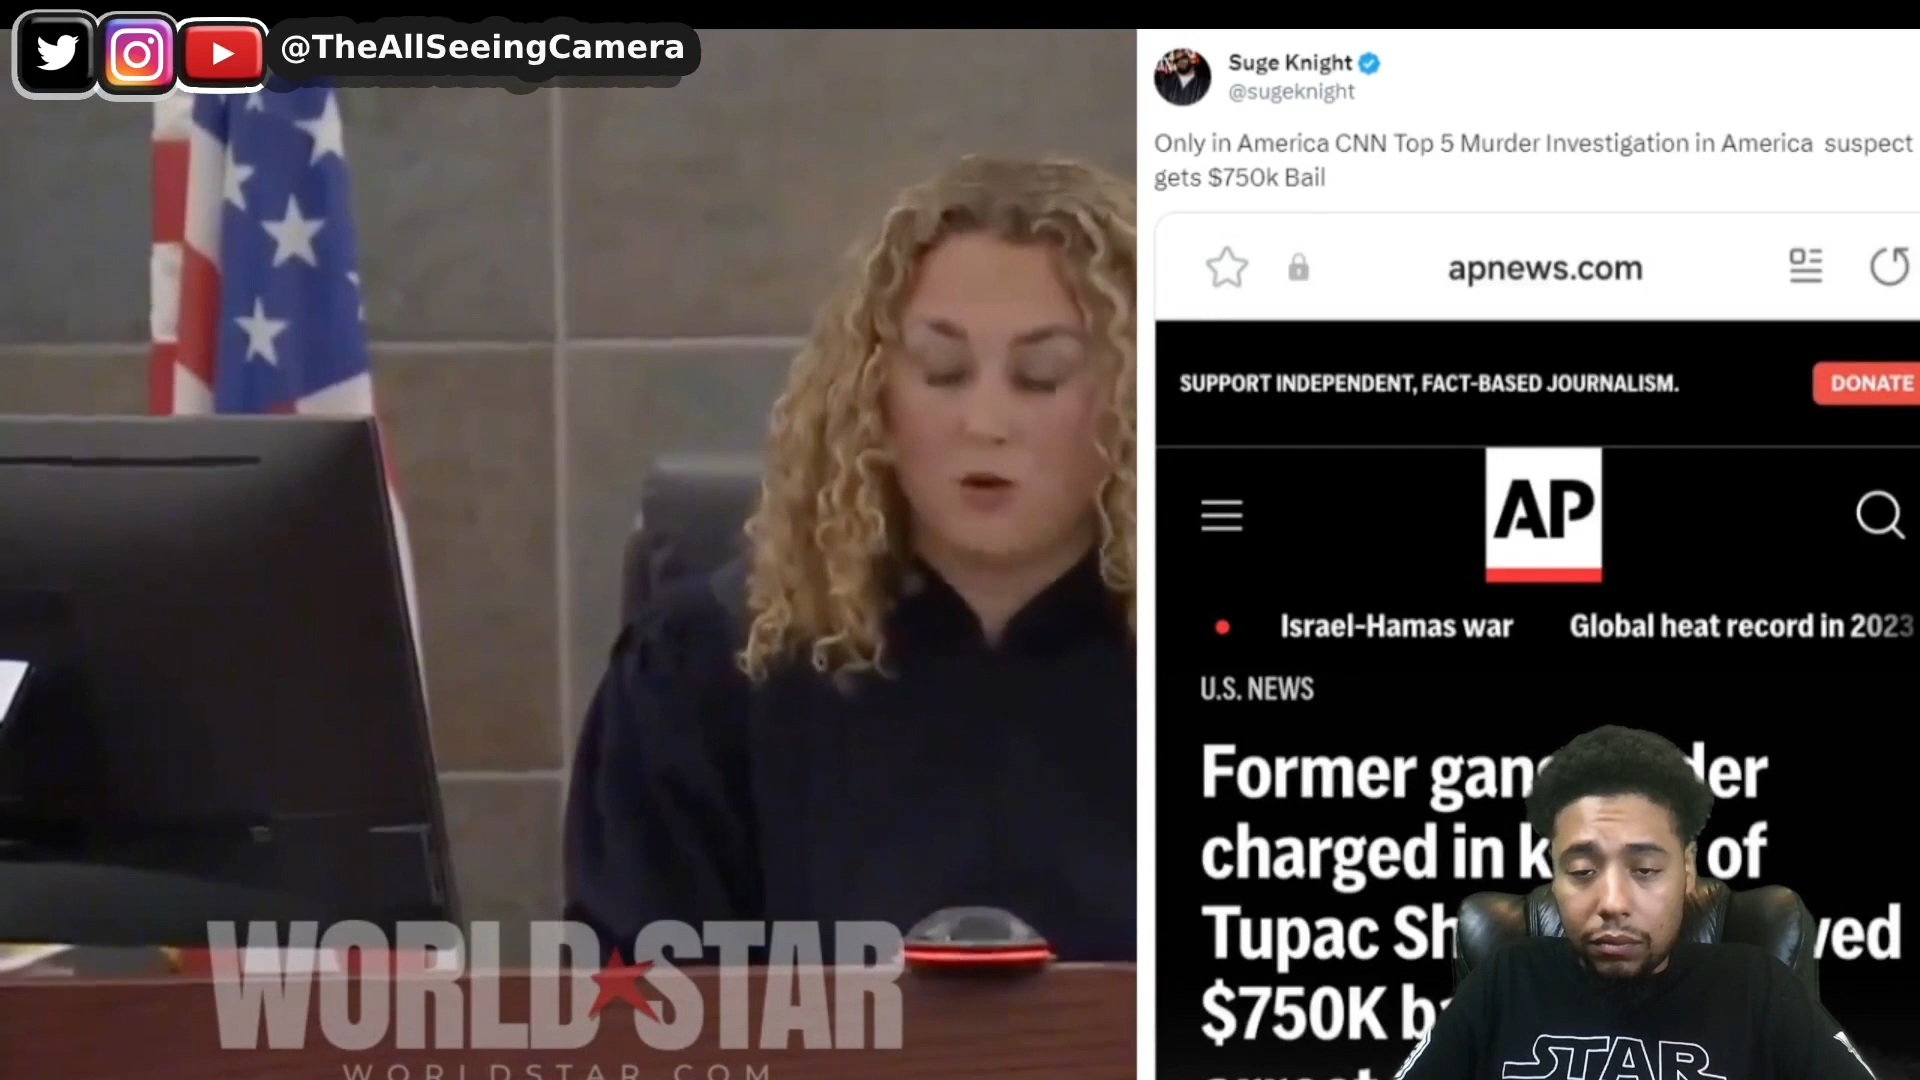 @TheAllSeeingCamera
Suge Knight
@sugeknight
Only in America CNN Top 5 Murder Investigation in America suspect
gets $750k Bail
apnews.com
SUPPORT INDEPENDENT, FACT-BASED JOURNALISM.
DONATE
AP
Israel-Hamas war
Global heat record in 2023
U.S. NEWS
Former
charged in of
Tupac
$750K
WORLD STAR
WORLDSTAR.COM
STAR